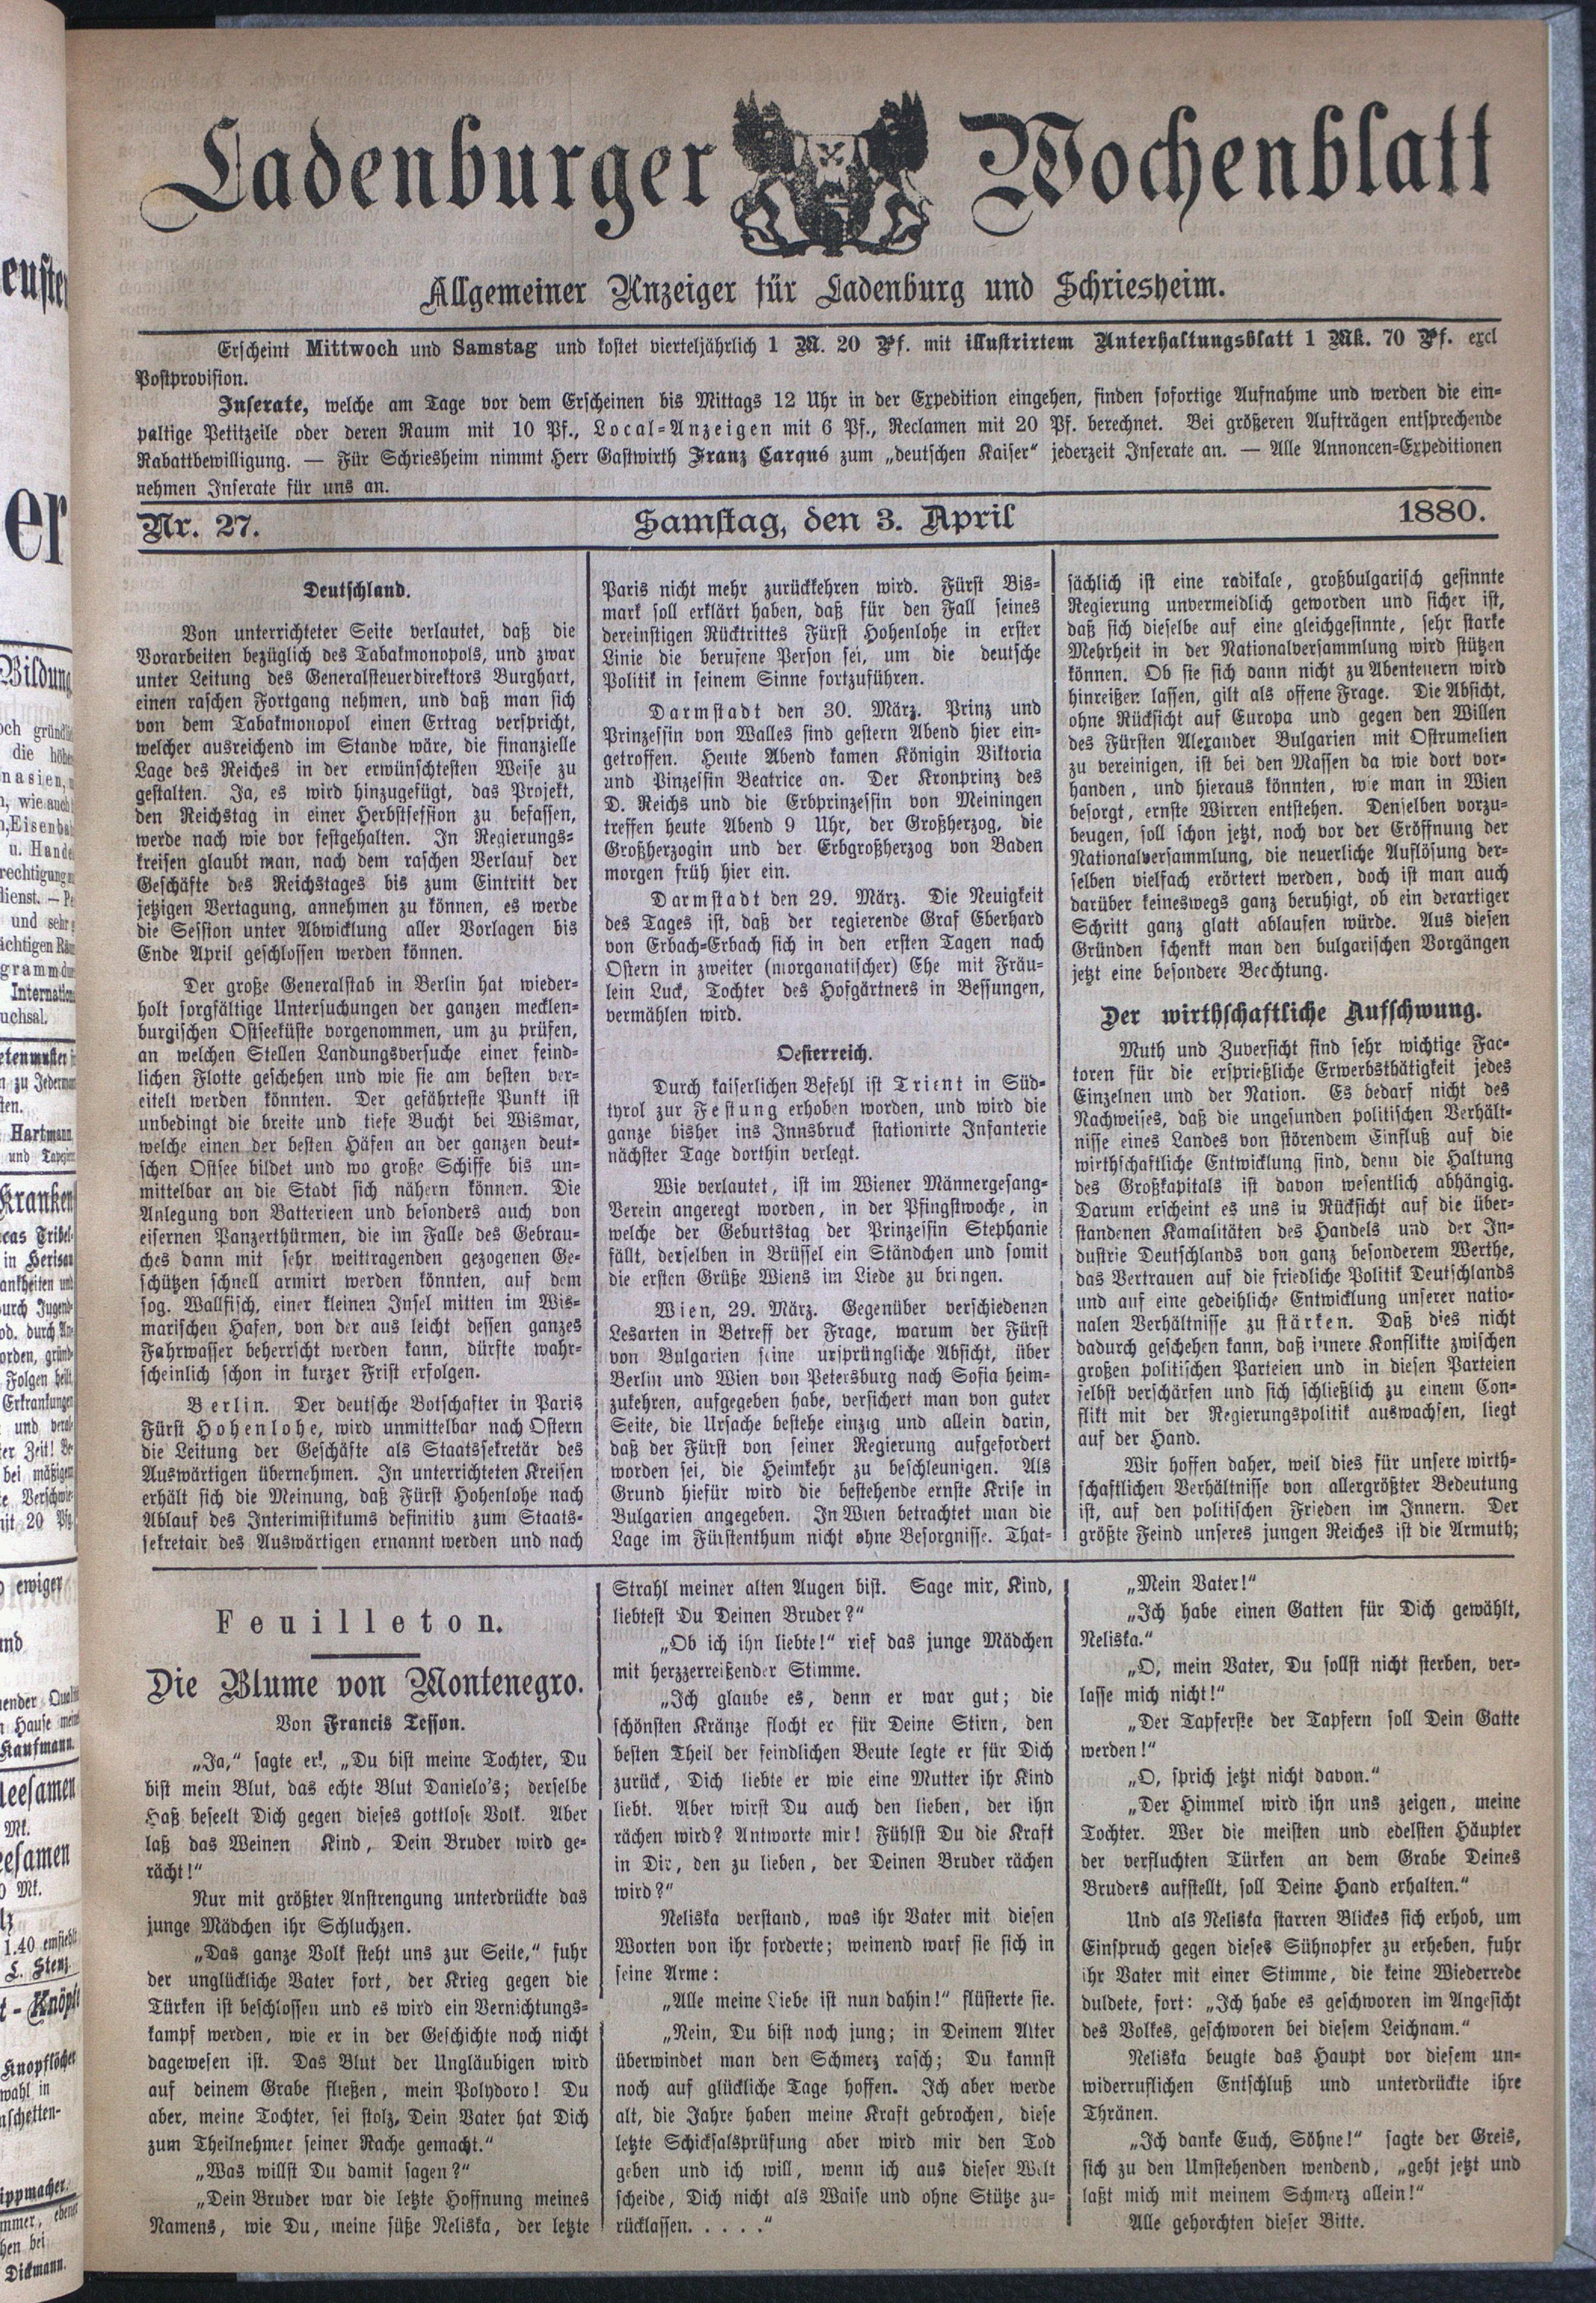 Ladenburger Wochenblatt
Allgemeiner Anzeiger für Ladenburg und Schriesheim.
Erscheint Mittwoch und Samstag und kostet vierteljährlich 1 M. 20 Pf. mit illustrirtem Unterhaltungsblatt 1 Mk. 70 Pf. excl
Postprovision.
Inserate, welche am Tage vor dem Erscheinen bis Mittags 12 Uhr in der Expedition eingehen, finden sofortige Aufnahme und werden die ein-
paltige Petitzeile oder deren Raum mit 10 Pf., Local-Anzeigen mit 6 Pf., Reclamen mit 20 Pf. berechnet. Bei größeren Aufträgen entsprechende
Rabattbewilligung. — Für Schriesheim nimmt Herr Gastwirth Franz Carqué zum „deutschen Kaiser“ jederzeit Inserate an. — Alle Annoncen-Expeditionen
nehmen Inserate für uns an.
Nr. 27. Samstag, den 3. April 1880.
Deutschland.
Von unterrichteter Seite verlautet, daß die
Vorarbeiten bezüglich des Tabakmonopols, und zwar
unter Leitung des Generalsteuerdirektors Burghart,
einen raschen Fortgang nehmen, und daß man sich
von dem Tabakmonopol einen Ertrag verspricht,
welcher ausreichend im Stande wäre, die finanzielle
Lage des Reiches in der erwünschtesten Weise zu
gestalten. Ja, es wird hinzugefügt, das Projekt,
den Reichstag in einer Herbstsession zu befassen,
werde nach wie vor festgehalten. In Regierungs-
kreisen glaubt man, nach dem raschen Verlauf der
Geschäfte des Reichstages bis zum Eintritt der
jetzigen Vertagung, annehmen zu können, es werde
die Session unter Abwicklung aller Vorlagen bis
Ende April geschlossen werden können.
Der große Generalstab in Berlin hat wieder-
holt sorgfältige Untersuchungen der ganzen mecklen-
burgischen Ostseeküste vorgenommen, um zu prüfen,
an welchen Stellen Landungsversuche einer feind-
lichen Flotte geschehen und wie sie am besten ver-
eitelt werden könnten. Der gefährteste Punkt ist
unbedingt die breite und tiefe Bucht bei Wismar,
welche einen der besten Häfen an der ganzen deut-
schen Ostsee bildet und wo große Schiffe bis un-
mittelbar an die Stadt sich nähern können. Die
Anlegung von Batterieen und besonders auch von
eisernen Panzerthürmen, die im Falle des Gebrau-
ches dann mit sehr weittragenden gezogenen Ge-
schützen schnell armirt werden könnten, auf dem
sog. Wallfisch, einer kleinen Insel mitten im Wis-
marischen Hafen, von der aus leicht dessen ganzes
Fahrwasser beherrscht werden kann, dürfte wahr-
scheinlich schon in kurzer Frist erfolgen.
Berlin. Der deutsche Botschafter in Paris
Fürst Hohenlohe, wird unmittelbar nach Ostern
die Leitung der Geschäfte als Staatssekretär des
Auswärtigen übernehmen. In unterrichteten Kreisen
erhält sich die Meinung, daß Fürst Hohenlohe nach
Ablauf des Interimistikums definitiv zum Staats-
sekretair des Auswärtigen ernannt werden und nach
Paris nicht mehr zurückkehren wird. Fürst Bis-
mark soll erklärt haben, daß für den Fall seines
dereinstigen Rücktrittes Fürst Hohenlohe in erster
Linie die berufene Person sei, um die deutsche
Politik in seinem Sinne fortzuführen.
Darmstadt den 30. März. Prinz und
Prinzessin von Walles sind gestern Abend hier ein-
getroffen. Heute Abend kamen Königin Viktoria
und Pinzessin Beatrice an. Der Kronprinz des
D. Reichs und die Erbprinzessin von Meiningen
treffen heute Abend 9 Uhr, der Großherzog, die
Großherzogin und der Erbgroßherzog von Baden
morgen früh hier ein.
Darmstadt den 29. März. Die Neuigkeit
des Tages ist, daß der regierende Graf Eberhard
von Erbach-Erbach sich in den ersten Tagen nach
Ostern in zweiter (morganatischer) Ehe mit Fräu-
lein Luck, Tochter des Hofgärtners in Bessungen,
vermählen wird.
Oesterreich.
Durch kaiserlichen Befehl ist Trient in Süd-
tyrol zur Festung erhoben worden, und wird die
ganze bisher ins Innsbruck stationirte Infanterie
nächster Tage dorthin verlegt.
Wie verlautet, ist im Wiener Männergesang-
Verein angeregt worden, in der Pfingstwoche, in
welche der Geburtstag der Prinzessin Stephanie
fällt, derselben in Brüssel ein Ständchen und somit
die ersten Grüße Wiens im Liede zu bringen.
Wien, 29. März. Gegenüber verschiedenen
Lesarten in Betreff der Frage, warum der Fürst
von Bulgarien seine ursprüngliche Absicht, über
Berlin und Wien von Petersburg nach Sofia heim-
zukehren, aufgegeben habe, versichert man von guter
Seite, die Ursache bestehe einzig und allein darin,
daß der Fürst von seiner Regierung aufgefordert
worden sei, die Heimkehr zu beschleunigen. Als
Grund hiefür wird die bestehende ernste Krise in
Bulgarien angegeben. In Wien betrachtet man die
Lage im Fürstenthum nicht ohne Besorgnisse. That-
sächlich ist eine radikale, großbulgarisch gesinnte
Regierung unvermeidlich geworden und sicher ist,
daß sich dieselbe auf eine gleichgesinnte, sehr starke
Mehrheit in der Nationalversammlung wird stützen
können. Ob sie sich dann nicht zu Abenteuern wird
hinreißen lassen, gilt als offene Frage. Die Absicht,
ohne Rücksicht auf Europa und gegen den Willen
des Fürsten Alexander Bulgarien mit Ostrumelien
zu vereinigen, ist bei den Massen da wie dort vor-
handen, und hieraus könnten, wie man in Wien
besorgt, ernste Wirren entstehen. Denselben vorzu-
beugen, soll schon jetzt, noch vor der Eröffnung der
Nationalversammlung, die neuerliche Auflösung der-
selben vielfach erörtert werden, doch ist man auch
darüber keineswegs ganz beruhigt, ob ein derartiger
Schritt ganz glatt ablaufen würde. Aus diesen
Gründen schenkt man den bulgarischen Vorgängen
jetzt eine besondere Beachtung.
Der wirthschaftliche Aufschwung.
Muth und Zuversicht sind sehr wichtige Fac-
toren für die ersprießliche Erwerbsthätigkeit jedes
Einzelnen und der Nation. Es bedarf nicht des
Nachweises, daß die ungesunden politischen Verhält-
nisse eines Landes von störendem Einfluß auf die
wirthschaftliche Entwicklung sind, denn die Haltung
des Großkapitals ist davon wesentlich abhängig.
Darum erscheint es uns in Rücksicht auf die über-
standenen Kamalitäten des Handels und der In-
dustrie Deutschlands von ganz besonderem Werthe,
das Vertrauen auf die friedliche Politik Deutschlands
und auf eine gedeihliche Entwicklung unserer natio-
nalen Verhältnisse zu stärken. Daß dies nicht
dadurch geschehen kann, daß innere Konflikte zwischen
großen politischen Parteien und in diesen Parteien
selbst verschärfen und sich schließlich zu einem Con-
flikt mit der Regierungspolitik auswachsen, liegt
auf der Hand.
Wir hoffen daher, weil dies für unsere wirth-
schaftlichen Verhältnisse von allergrößter Bedeutung
ist, auf den politischen Frieden im Innern. Der
größte Feind unseres jungen Reiches ist die Armuth;
Feuilleton.
Die Blume von Montenegro.
Von Francis Tesson.
„Ja,“ sagte er!, „Du bist meine Tochter, Du
bist mein Blut, das echte Blut Danielo's; derselbe
Haß beseelt Dich gegen dieses gottlose Volk. Aber
laß das Weinen Kind, Dein Bruder wird ge-
rächt!“
Nur mit größter Anstrengung unterdrückte das
junge Mädchen ihr Schluchzen.
„Das ganze Volk steht uns zur Seite,“ fuhr
der unglückliche Vater fort, der Krieg gegen die
Türken ist beschlossen und es wird ein Vernichtungs-
kampf werden, wie er in der Geschichte noch nicht
dagewesen ist. Das Blut der Ungläubigen wird
auf deinem Grabe fließen, mein Polydoro! Du
aber, meine Tochter, sei stolz, Dein Vater hat Dich
zum Theilnehmer seiner Rache gemacht.“
„Was willst Du damit sagen?“
„Dein Bruder war die letzte Hoffnung meines
Namens, wie Du, meine süße Neliska, der letzte
Strahl meiner alten Augen bist. Sage mir, Kind,
liebtest Du Deinen Bruder?“
„Ob ich ihn liebte!“ rief das junge Mädchen
mit herzzerreißender Stimme.
„Ich glaube es, denn er war gut; die
schönsten Kränze flocht er für Deine Stirn, den
besten Theil der feindlichen Beute legte er für Dich
zurück, Dich liebte er wie eine Mutter ihr Kind
liebt. Aber wirst Du auch den lieben, der ihn
rächen wird? Antworte mir! Fühlst Du die Kraft
in Dir, den zu lieben, der Deinen Bruder rächen
wird?“
Neliska verstand, was ihr Vater mit diesen
Worten von ihr forderte; weinend warf sie sich in
seine Arme:
„Alle meine Liebe ist nun dahin!“ flüsterte sie.
„Nein, Du bist noch jung; in Deinem Alter
überwindet man den Schmerz rasch; Du kannst
noch auf glückliche Tage hoffen. Ich aber werde
alt, die Jahre haben meine Kraft gebrochen, diese
letzte Schicksalsprüfung aber wird mir den Tod
geben und ich will, wenn ich aus dieser Welt
scheide, Dich nicht als Waise und ohne Stütze zu-
rücklassen. . . . .“
„Mein Vater!“
„Ich habe einen Gatten für Dich gewählt,
Neliska.“
„O, mein Vater, Du sollst nicht sterben, ver-
lasse mich nicht!“
„Der Tapferste der Tapfern soll Dein Gatte
werden!“
„O, sprich jetzt nicht davon.“
„Der Himmel wird ihn uns zeigen, meine
Tochter. Wer die meisten und edelsten Häupter
der verfluchten Türken an dem Grabe Deines
Bruders aufstellt, soll Deine Hand erhalten.“
Und als Neliska starren Blickes sich erhob, um
Einspruch gegen dieses Sühnopfer zu erheben, fuhr
ihr Vater mit einer Stimme, die keine Wiederrede
duldete, fort: „Ich habe es geschworen im Angesicht
des Volkes, geschworen bei diesem Leichnam.“
Neliska beugte das Haupt vor diesem un-
widerruflichen Entschluß und unterdrückte ihre
Thränen.
„Ich danke Euch, Söhne!“ sagte der Greis,
sich zu den Umstehenden wendend, „geht jetzt und
laßt mich mit meinem Schmerz allein!“
Alle gehorchten dieser Bitte.